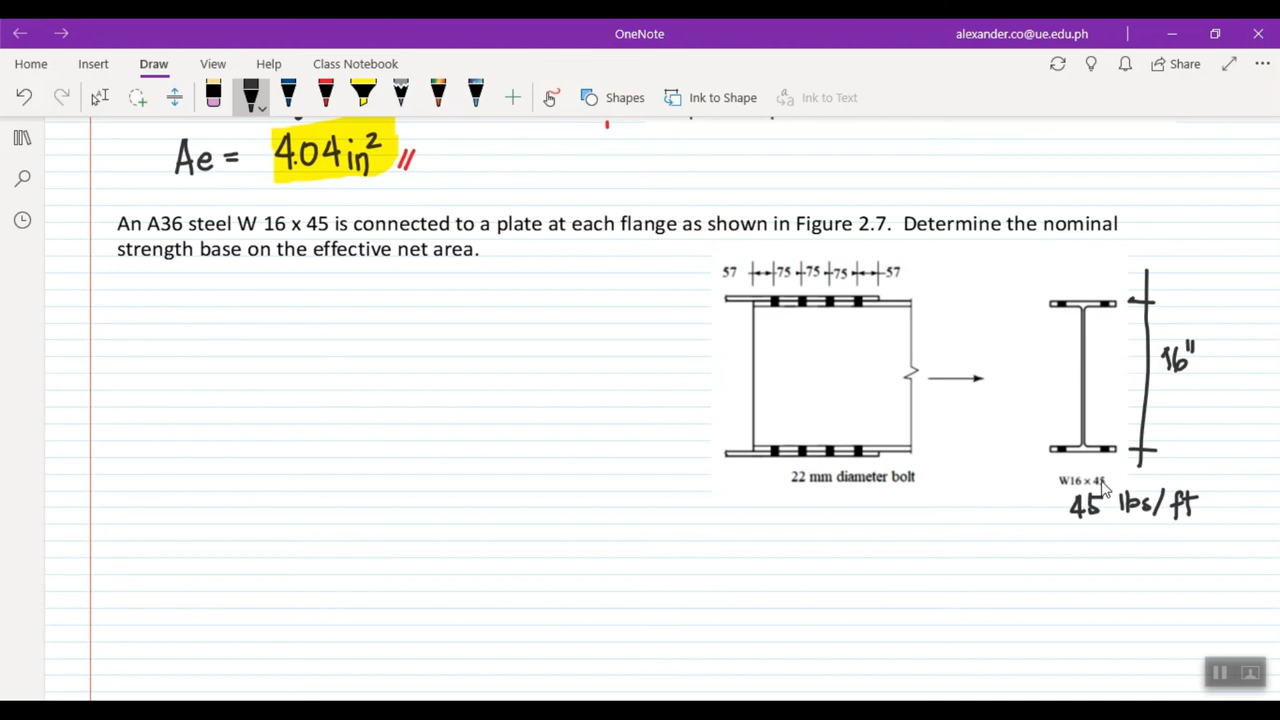 OneNote
alexander.co@ue.edu.ph
Home Insert Draw View Help Class Notebook
Share
Shapes Ink to Shape Ink to Text
Ae = 4.04in²
An A36 steel W 16 x 45 is connected to a plate at each flange as shown in Figure 2.7. Determine the nominal
strength base on the effective net area.
57 75 75 75 57
16"
22 mm diameter bolt
W16 × 45
45 lbs/ft